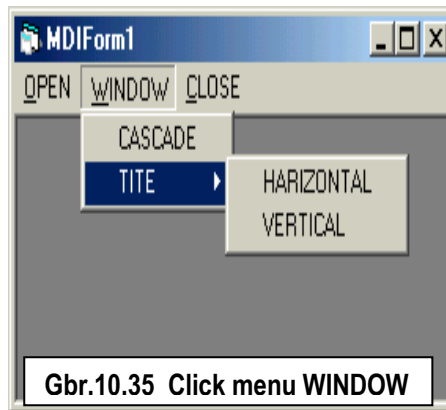 MDIForm1
OPEN WINDOW CLOSE
CASCADE
TITE
HARIZONTAL
VERTICAL
Gbr.10.35 Click menu WINDOW